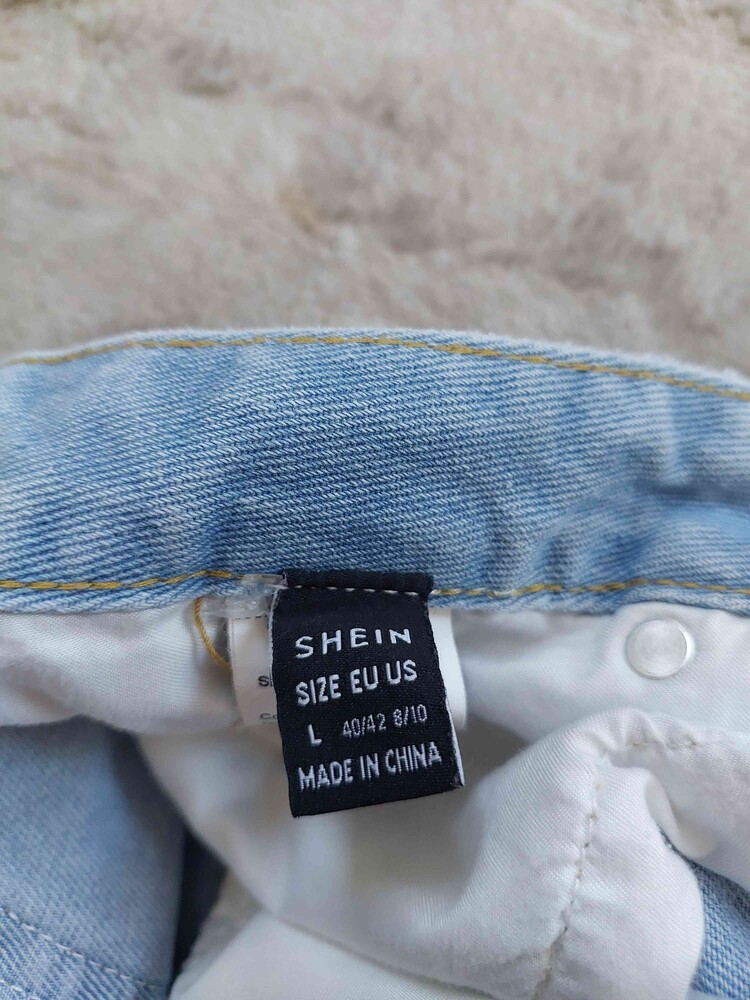 SHEIN
SIZE EU US
L 40/42 8/10
MADE IN CHINA